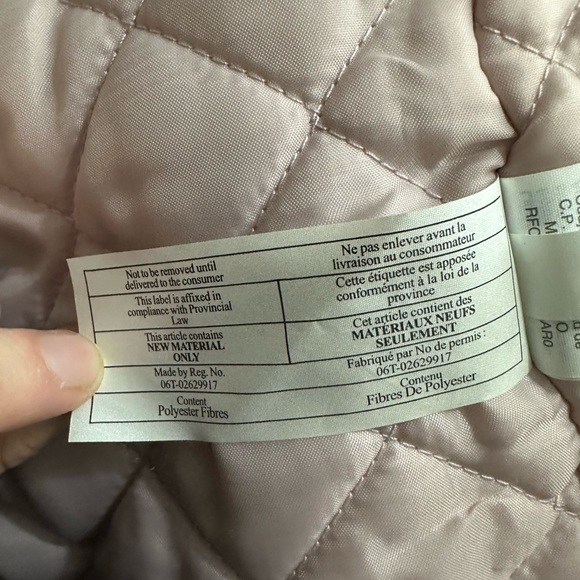 Not to be removed until
delivered to the consumer
This label is affixed in
compliance with Provincial
Law
This article contains
NEW MATERIAL
ONLY
Made by Reg. No.
06T-02629917
Content
Polyester Fibres
Ne pas enlever avant la
livraison au consommateur
Cette étiquette est apposée
conformément à la loi de la
province
Cet article contient des
MATÉRIAUX NEUFS
SEULEMENT
Fabriqué par No de permis :
06T-02629917
Contenu
Fibres De Polyester
C.P.